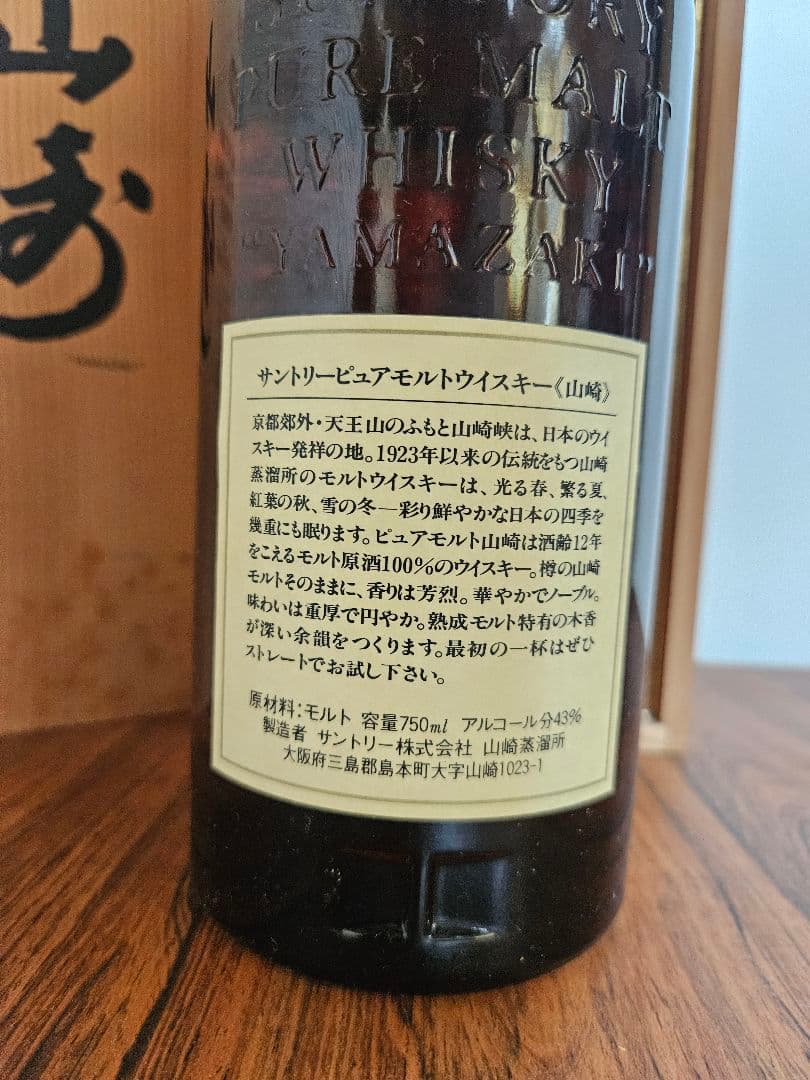 山崎
SUNTORY
PURE MALT
WHISKY
"YAMAZAKI"
サントリーピュアモルトウイスキー《山崎》
京都郊外・天王山のふもと山崎峡は、日本のウイ
スキー発祥の地。1923年以来の伝統をもつ山崎
蒸溜所のモルトウイスキーは、光る春、繁る夏、
紅葉の秋、雪の冬—彩り鮮やかな日本の四季を
幾重にも眠ります。ピュアモルト山崎は酒齢12年
をこえるモルト原酒100%のウイスキー。樽の山崎
モルトそのままに、香りは芳烈。華やかでノーブル。
味わいは重厚で円やか。熟成モルト特有の木香
が深い余韻をつくります。最初の一杯はぜひ
ストレートでお試し下さい。
原材料:モルト 容量750ml アルコール分43%
製造者 サントリー株式会社 山崎蒸溜所
大阪府三島郡島本町大字山崎1023-1